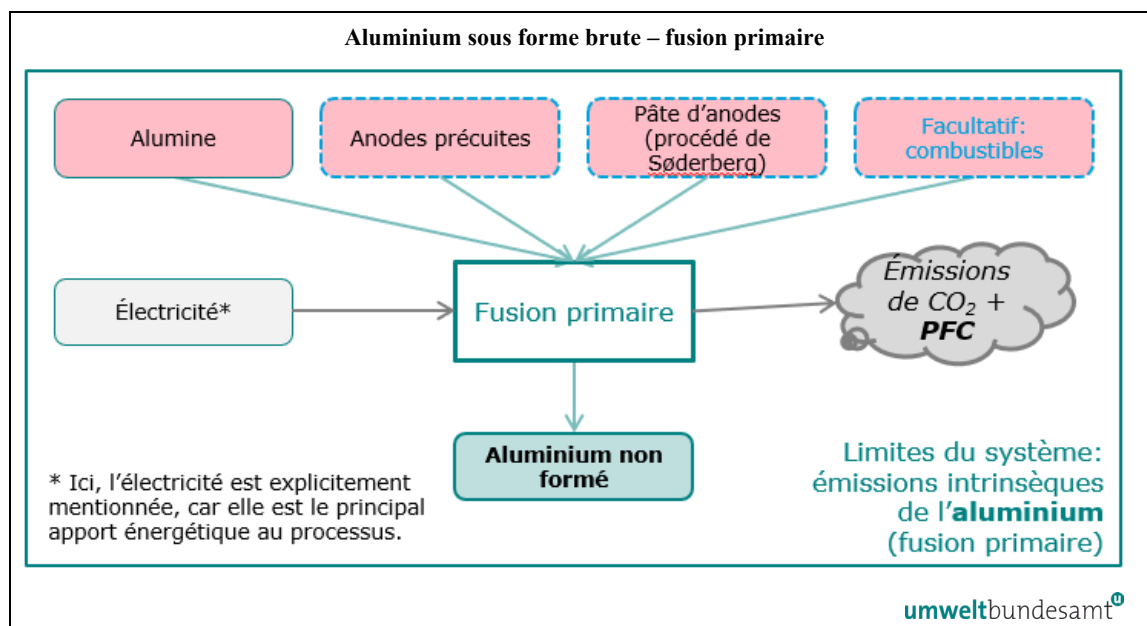 Aluminium sous forme brute – fusion primaire
Alumine
Anodes précuites
Pâte d’anodes
(procédé de
Søderberg)
Facultatif:
combustibles
Électricité*
Fusion primaire
Émissions
de CO₂ +
PFC
Aluminium non
formé
* Ici, l’électricité est explicitement
mentionnée, car elle est le principal
apport énergétique au processus.
Limites du système:
émissions intrinsèques
de l’aluminium
(fusion primaire)
umweltbundesamt ᵘ